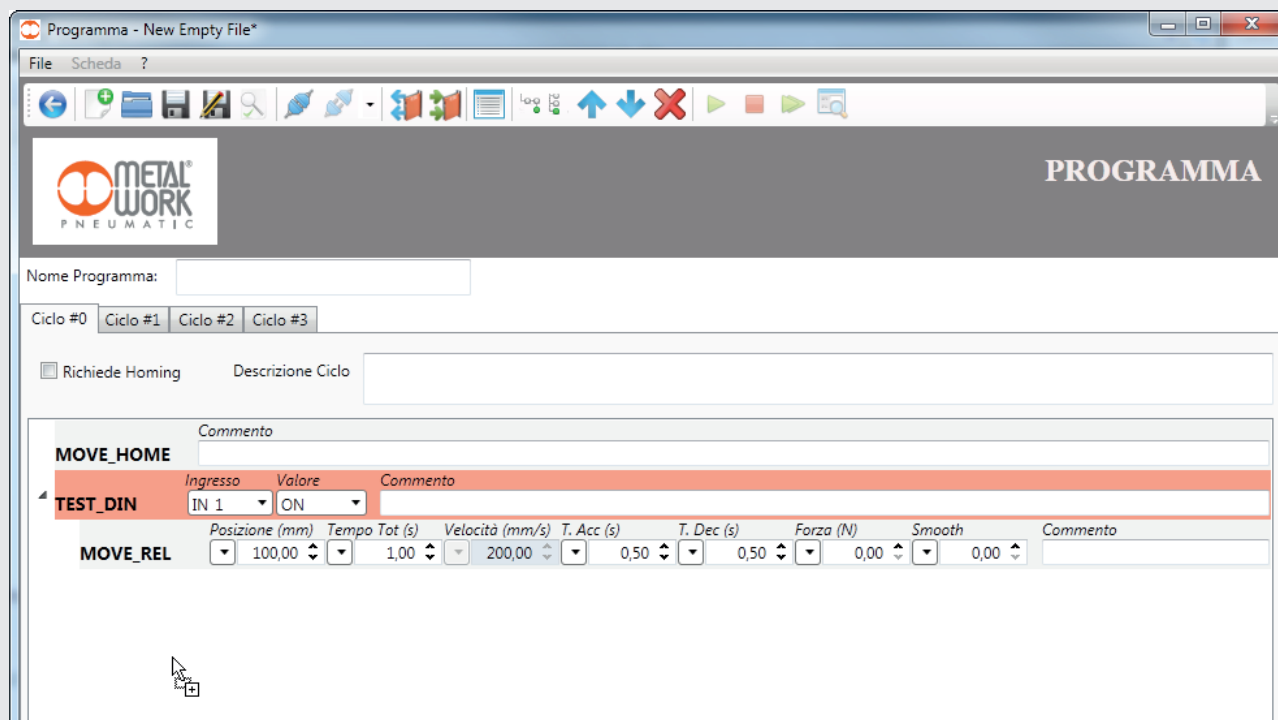 Programma - New Empty File*
File Scheda ?
METAL® WORK
PNEUMATIC
PROGRAMMA
Nome Programma:
Ciclo #0 Ciclo #1 Ciclo #2 Ciclo #3
Richiede Homing Descrizione Ciclo
Commento
MOVE_HOME
Ingresso Valore Commento
TEST_DIN IN 1 ON
Posizione (mm) Tempo Tot (s) Velocità (mm/s) T. Acc (s) T. Dec (s) Forza (N) Smooth Commento
MOVE_REL 100,00 1,00 200,00 0,50 0,50 0,00 0,00